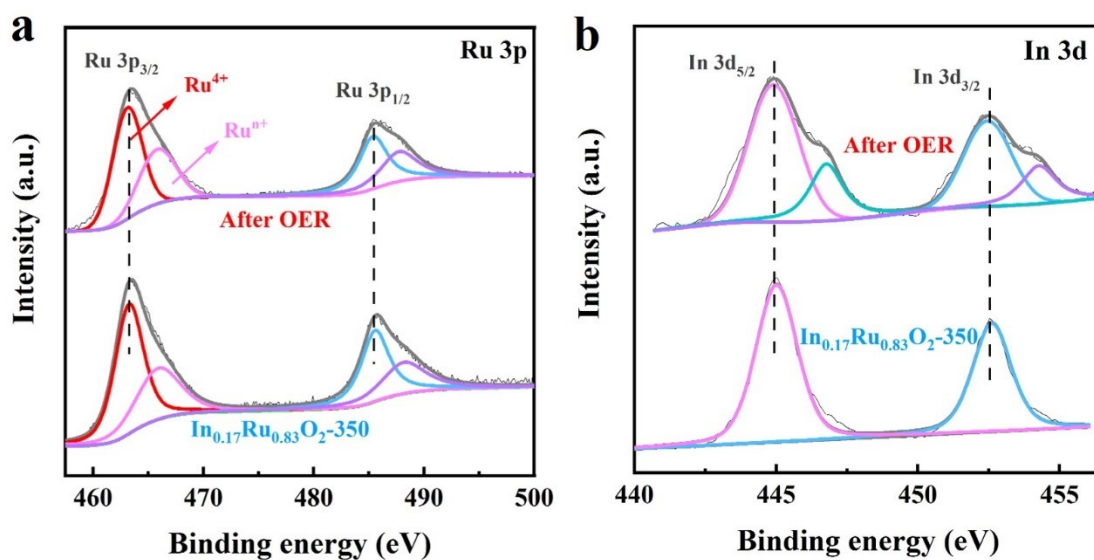 a
Ru 3p
Ru 3p₃/₂
Ru⁴⁺
Ruⁿ⁺
Ru 3p₁/₂
After OER
In₀.₁₇Ru₀.₈₃O₂-350
Intensity (a.u.)
460 470 480 490 500
Binding energy (eV)
b
In 3d
In 3d₅/₂
In 3d₃/₂
After OER
In₀.₁₇Ru₀.₈₃O₂-350
Intensity (a.u.)
440 445 450 455
Binding energy (eV)